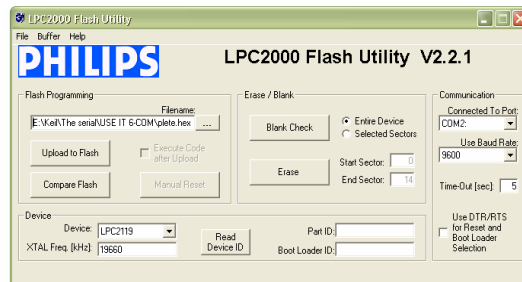 LPC2000 Flash Utility
File Buffer Help
PHILIPS
LPC2000 Flash Utility V2.2.1
Flash Programming
Filename:
E:\Keil\The serial\USE IT 6-COM\plete.hex ...
Upload to Flash
Execute Code
after Upload
Compare Flash
Manual Reset
Erase / Blank
Blank Check
Entire Device
Selected Sectors
Erase
Start Sector: 0
End Sector: 14
Communication
Connected To Port:
COM2:
Use Baud Rate:
9600
Time-Out [sec]: 5
Use DTR/RTS
for Reset and
Boot Loader
Selection
Device
Device: LPC2119
XTAL Freq. [kHz]: 19660
Read
Device ID
Part ID:
Boot Loader ID: